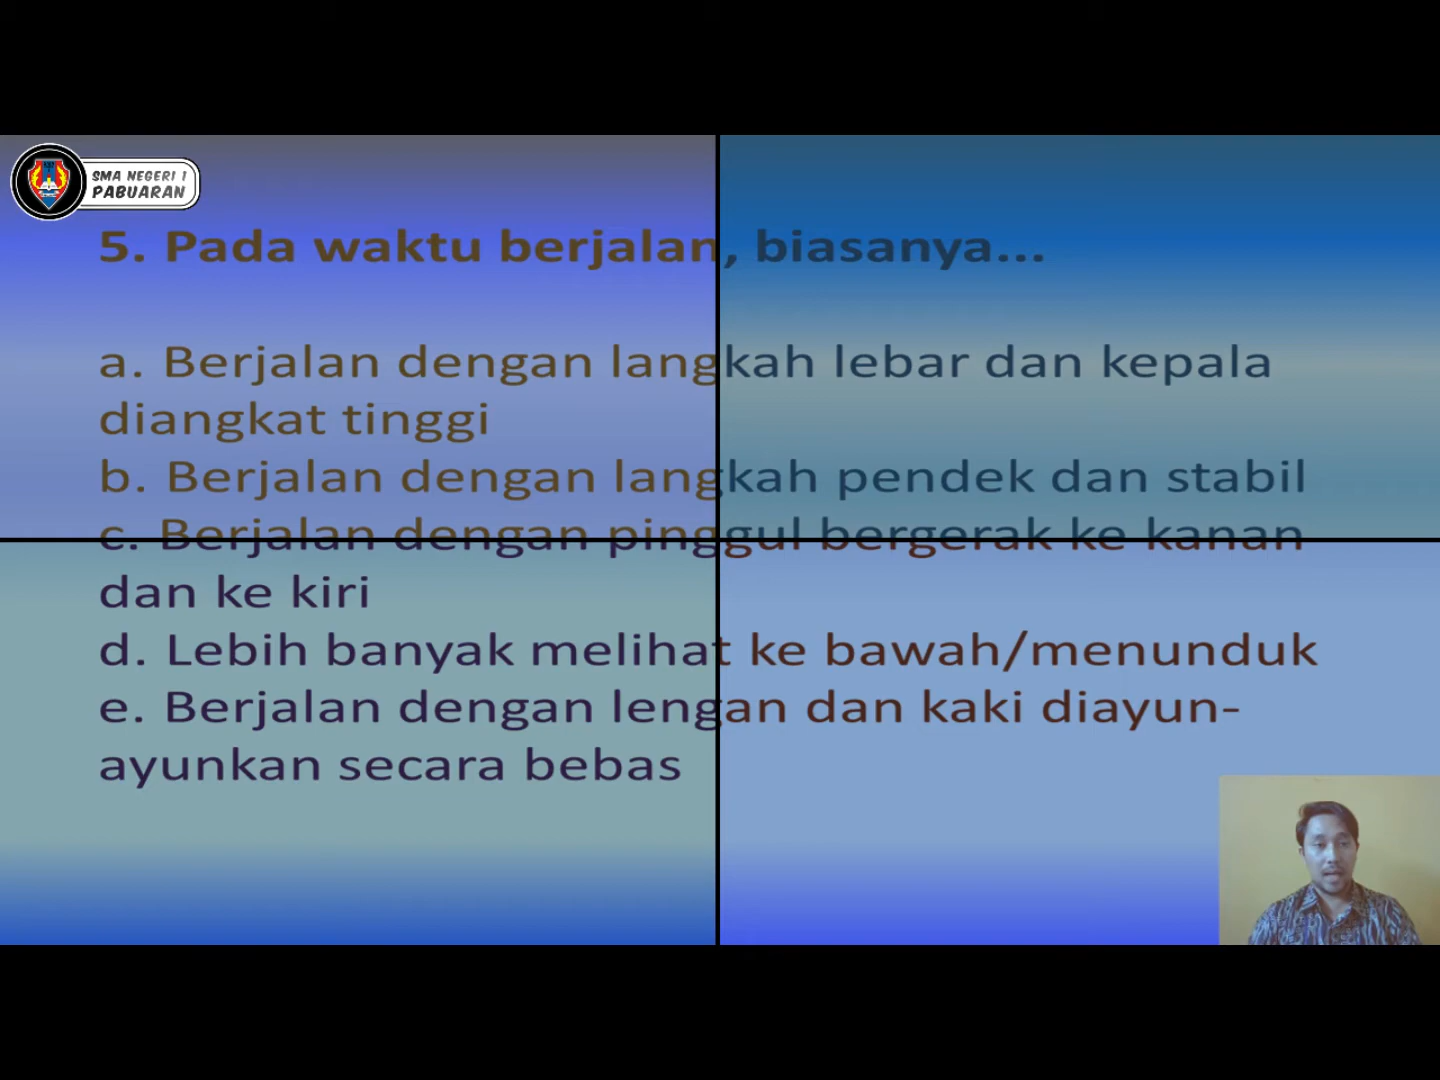 SMA NEGERI 1
PABUARAN
5. Pada waktu berjalan, biasanya...
a. Berjalan dengan langkah lebar dan kepala
diangkat tinggi
b. Berjalan dengan langkah pendek dan stabil
c. Berjalan dengan pinggul bergerak ke kanan
dan ke kiri
d. Lebih banyak melihat ke bawah/menunduk
e. Berjalan dengan lengan dan kaki diayun-
ayunkan secara bebas